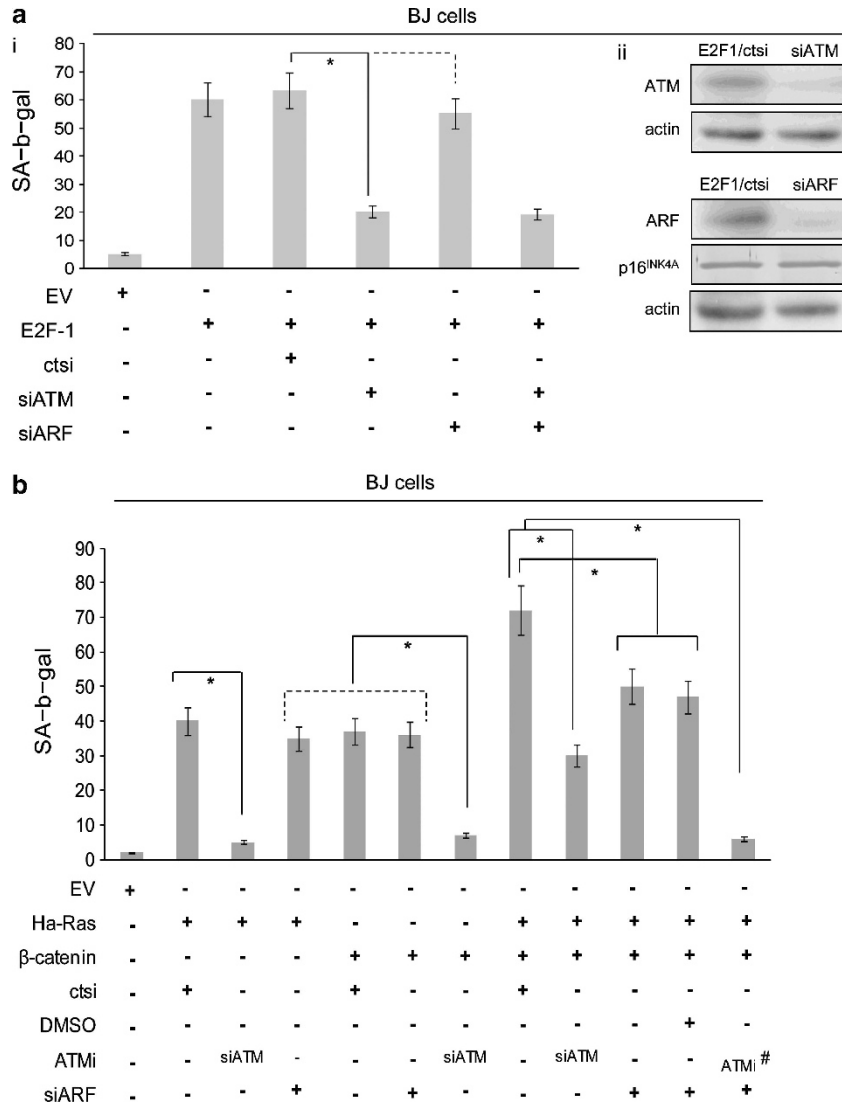 a
BJ cells
i
80
70
60
50
40
30
20
10
0
SA-b-gal
*
EV + - - - - -
E2F-1 - + + + + +
ctsi - - + - - -
siATM - - - + - +
siARF - - - - + +
ii
E2F1/ctsi siATM
ATM
actin
E2F1/ctsi siARF
ARF
p16INK4A
actin
b
BJ cells
90
80
70
60
50
40
30
20
10
0
SA-b-gal
*
*
*
*
*
EV + - - - - - - - - - - -
Ha-Ras - + + + - - - + + + + +
β-catenin - - - - + + + + + + + +
ctsi - + - - + - - + - - - -
DMSO - - - - - - - - - - + -
ATMi - - siATM - - - siATM - siATM - - ATMi #
siARF - - - + - + - - - + + +